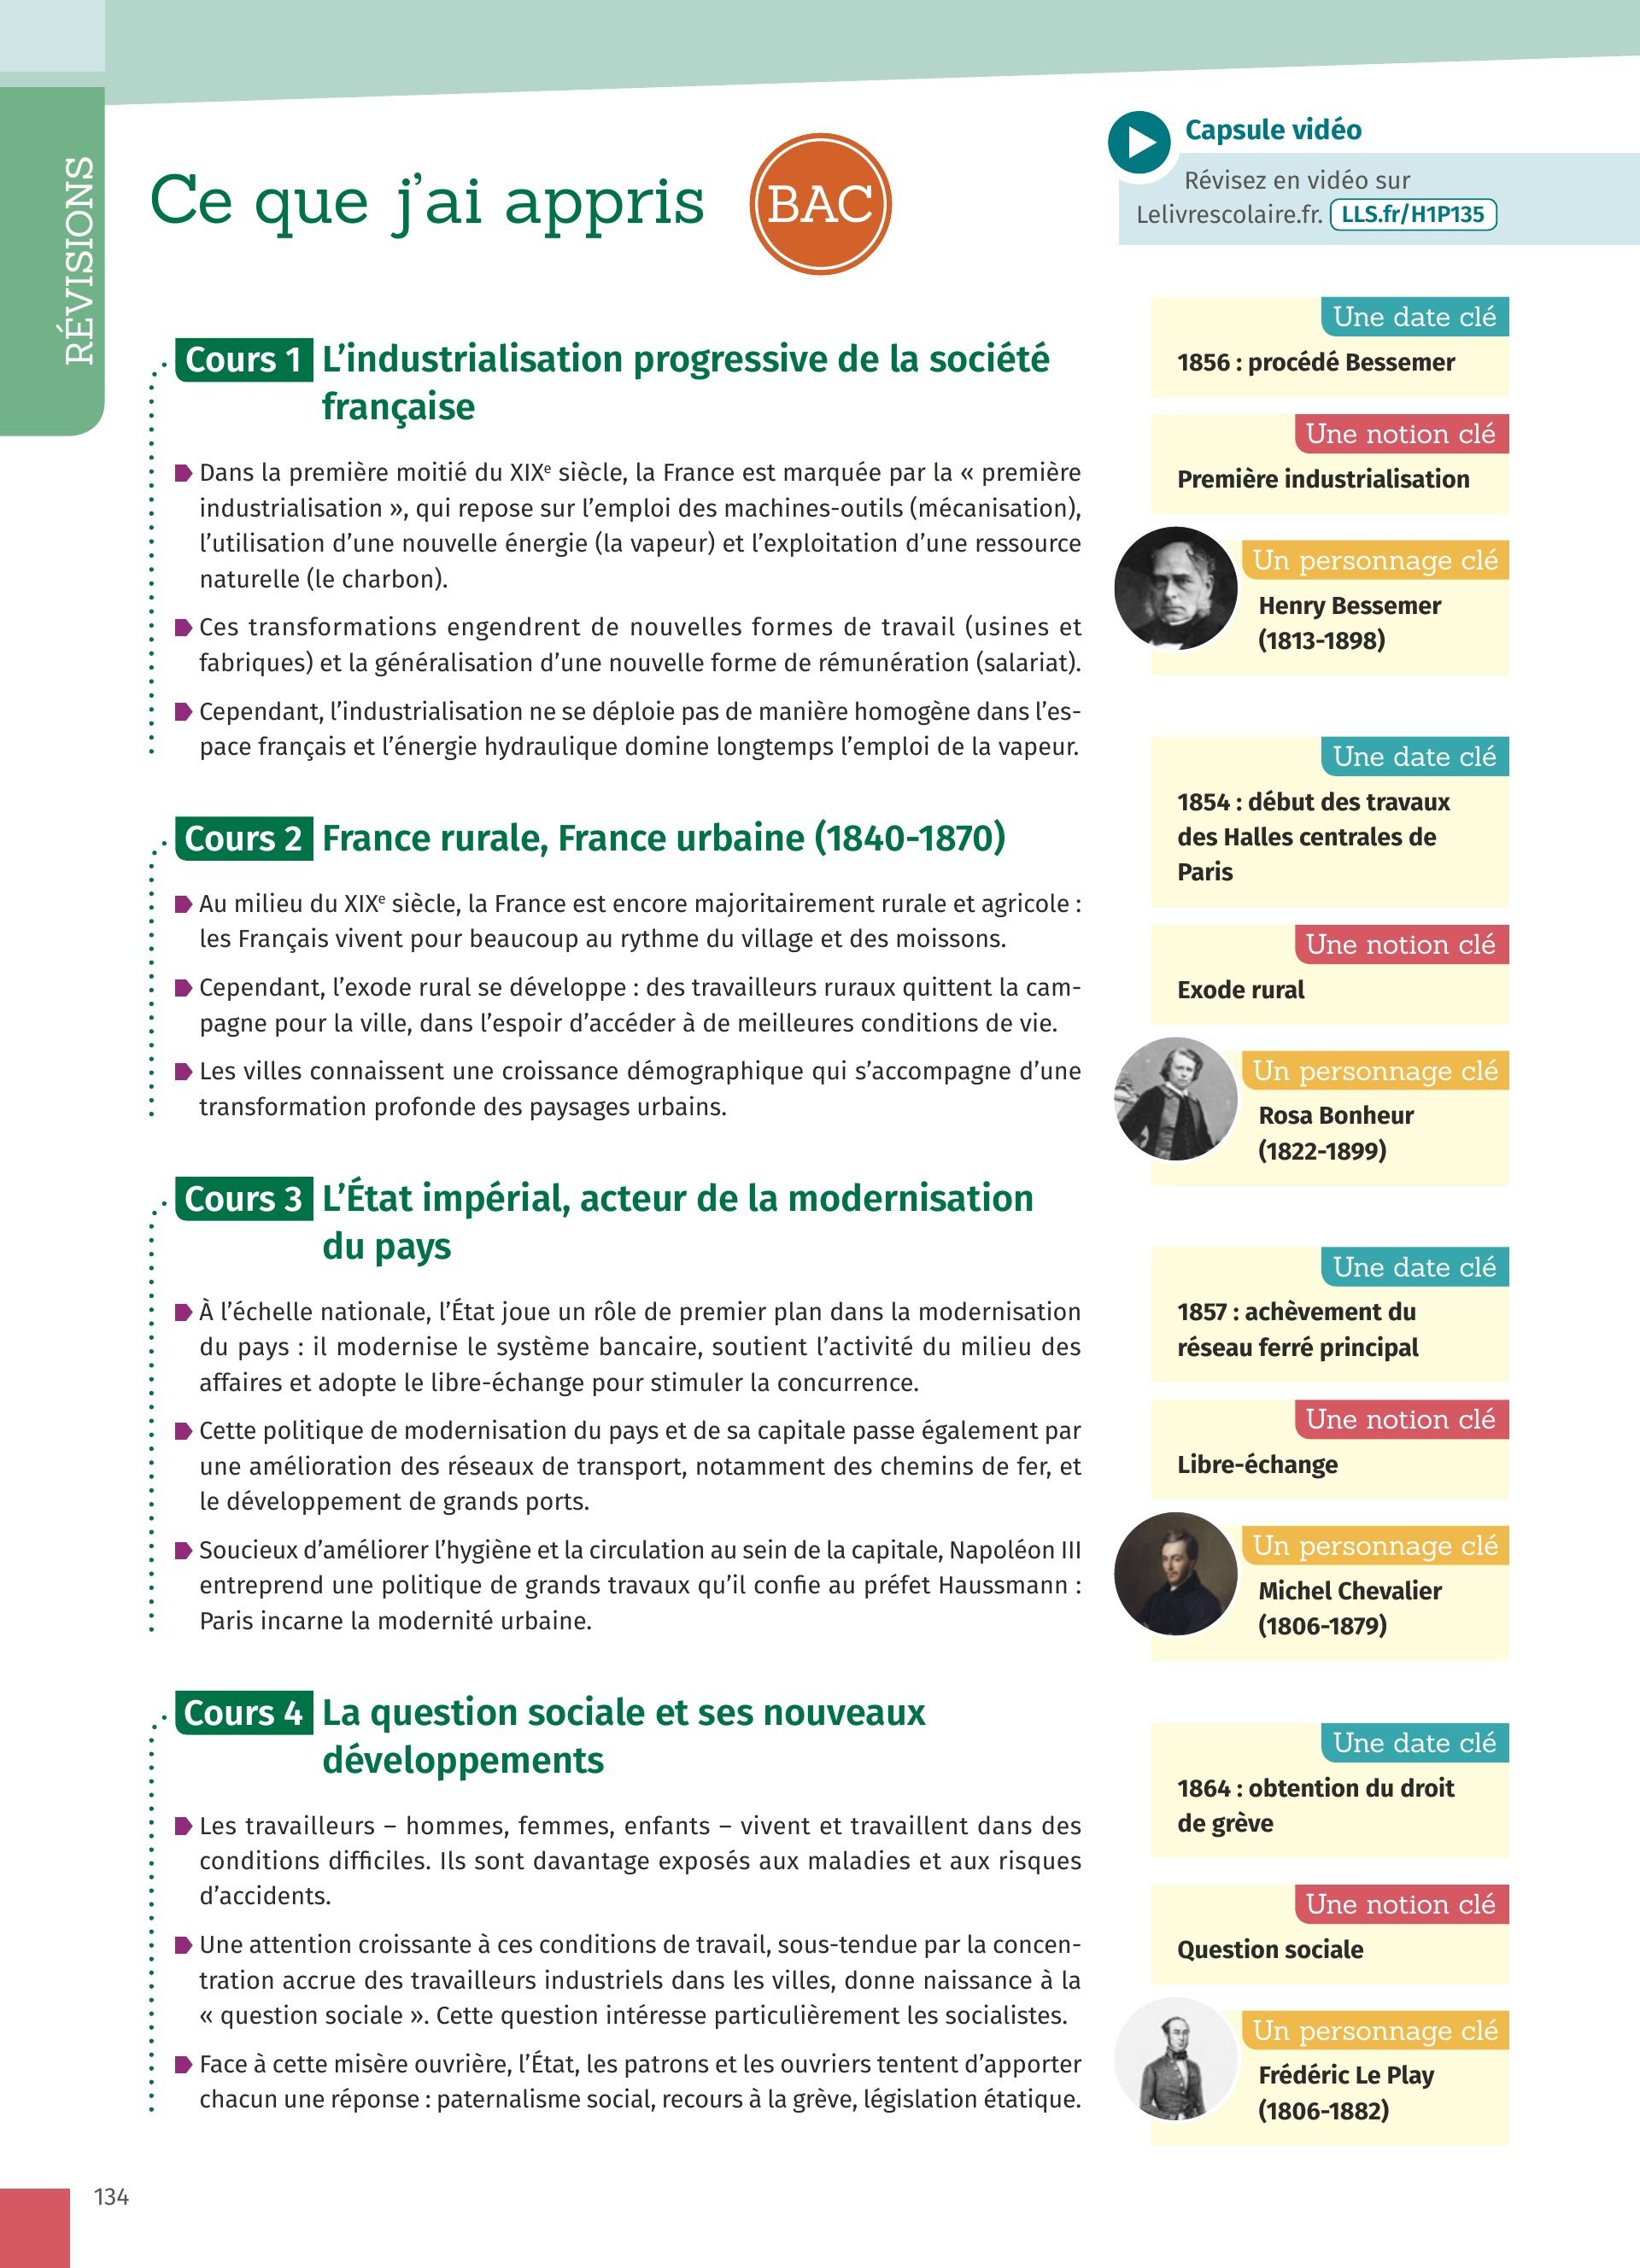 RÉVISIONS
Ce que j'ai appris
BAC
Capsule vidéo
Révisez en vidéo sur
Lelivrescolaire.fr. LLS.fr/H1P135
Cours 1 L'industrialisation progressive de la société
française
Dans la première moitié du XIXe siècle, la France est marquée par la « première
industrialisation », qui repose sur l'emploi des machines-outils (mécanisation),
l'utilisation d'une nouvelle énergie (la vapeur) et l'exploitation d'une ressource
naturelle (le charbon).
Ces transformations engendrent de nouvelles formes de travail (usines et
fabriques) et la généralisation d'une nouvelle forme de rémunération (salariat).
Cependant, l'industrialisation ne se déploie pas de manière homogène dans l'es-
pace français et l'énergie hydraulique domine longtemps l'emploi de la vapeur.
Une date clé
1856 : procédé Bessemer
Une notion clé
Première industrialisation
Un personnage clé
Henry Bessemer
(1813-1898)
Cours 2 France rurale, France urbaine (1840-1870)
Au milieu du XIXe siècle, la France est encore majoritairement rurale et agricole :
les Français vivent pour beaucoup au rythme du village et des moissons.
Cependant, l'exode rural se développe : des travailleurs ruraux quittent la cam-
pagne pour la ville, dans l'espoir d'accéder à de meilleures conditions de vie.
Les villes connaissent une croissance démographique qui s'accompagne d'une
transformation profonde des paysages urbains.
Une date clé
1854 : début des travaux
des Halles centrales de
Paris
Une notion clé
Exode rural
Un personnage clé
Rosa Bonheur
(1822-1899)
Cours 3 L'État impérial, acteur de la modernisation
du pays
À l'échelle nationale, l'État joue un rôle de premier plan dans la modernisation
du pays : il modernise le système bancaire, soutient l'activité du milieu des
affaires et adopte le libre-échange pour stimuler la concurrence.
Cette politique de modernisation du pays et de sa capitale passe également par
une amélioration des réseaux de transport, notamment des chemins de fer, et
le développement de grands ports.
Soucieux d'améliorer l'hygiène et la circulation au sein de la capitale, Napoléon III
entreprend une politique de grands travaux qu'il confie au préfet Haussmann :
Paris incarne la modernité urbaine.
Une date clé
1857 : achèvement du
réseau ferré principal
Une notion clé
Libre-échange
Un personnage clé
Michel Chevalier
(1806-1879)
Cours 4 La question sociale et ses nouveaux
développements
Les travailleurs – hommes, femmes, enfants – vivent et travaillent dans des
conditions difficiles. Ils sont davantage exposés aux maladies et aux risques
d'accidents.
Une attention croissante à ces conditions de travail, sous-tendue par la concen-
tration accrue des travailleurs industriels dans les villes, donne naissance à la
« question sociale ». Cette question intéresse particulièrement les socialistes.
Face à cette misère ouvrière, l'État, les patrons et les ouvriers tentent d'apporter
chacun une réponse : paternalisme social, recours à la grève, législation étatique.
Une date clé
1864 : obtention du droit
de grève
Une notion clé
Question sociale
Un personnage clé
Frédéric Le Play
(1806-1882)
134